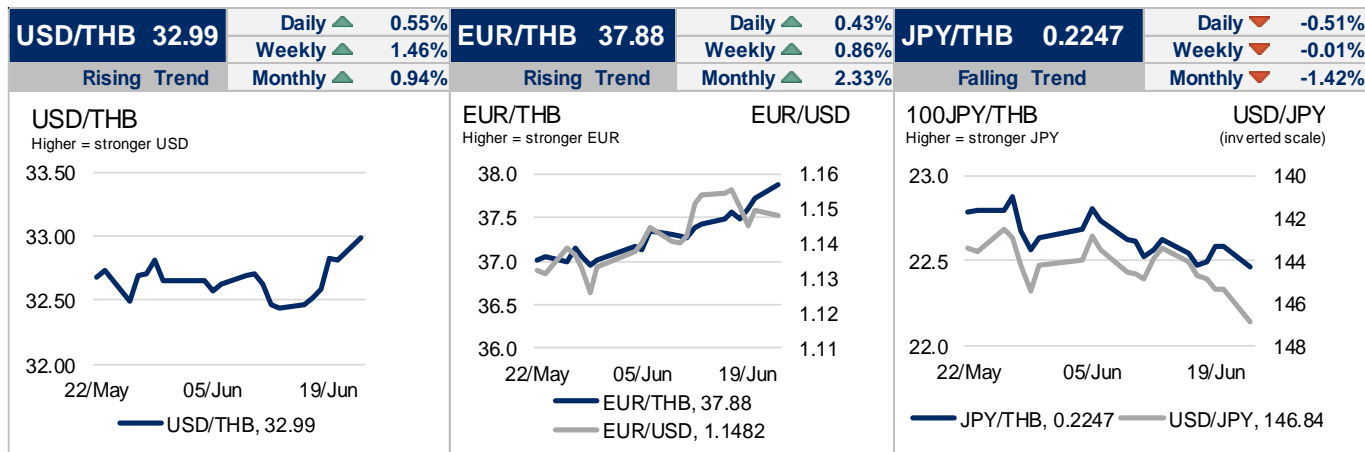 USD/THB 32.99
Daily 0.55%
Weekly 1.46%
Rising Trend
Monthly 0.94%
USD/THB
Higher = stronger USD
33.50
33.00
32.50
32.00
22/May 05/Jun 19/Jun
USD/THB, 32.99
EUR/THB 37.88
Daily 0.43%
Weekly 0.86%
Rising Trend
Monthly 2.33%
EUR/THB EUR/USD
Higher = stronger EUR
38.0
37.5
37.0
36.5
36.0
1.16
1.15
1.14
1.13
1.12
1.11
22/May 05/Jun 19/Jun
EUR/THB, 37.88
EUR/USD, 1.1482
JPY/THB 0.2247
Daily -0.51%
Weekly -0.01%
Falling Trend
Monthly -1.42%
100JPY/THB USD/JPY
Higher = stronger JPY (inverted scale)
23.0
22.5
22.0
140
142
144
146
148
22/May 05/Jun 19/Jun
JPY/THB, 0.2247 USD/JPY, 146.84